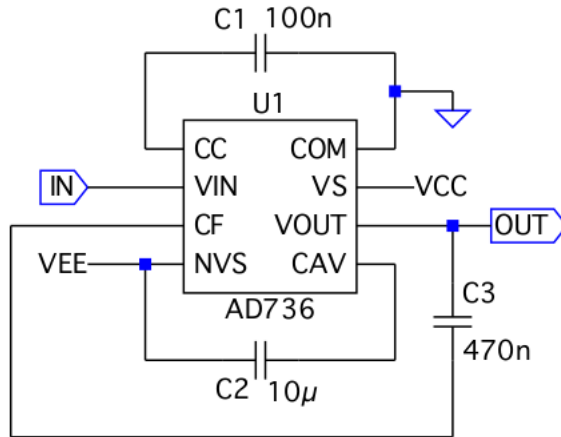 C1 100n
U1
CC COM
IN VIN VS VCC
CF VOUT OUT
VEE NVS CAV
AD736 C3
470n
C2 10µ